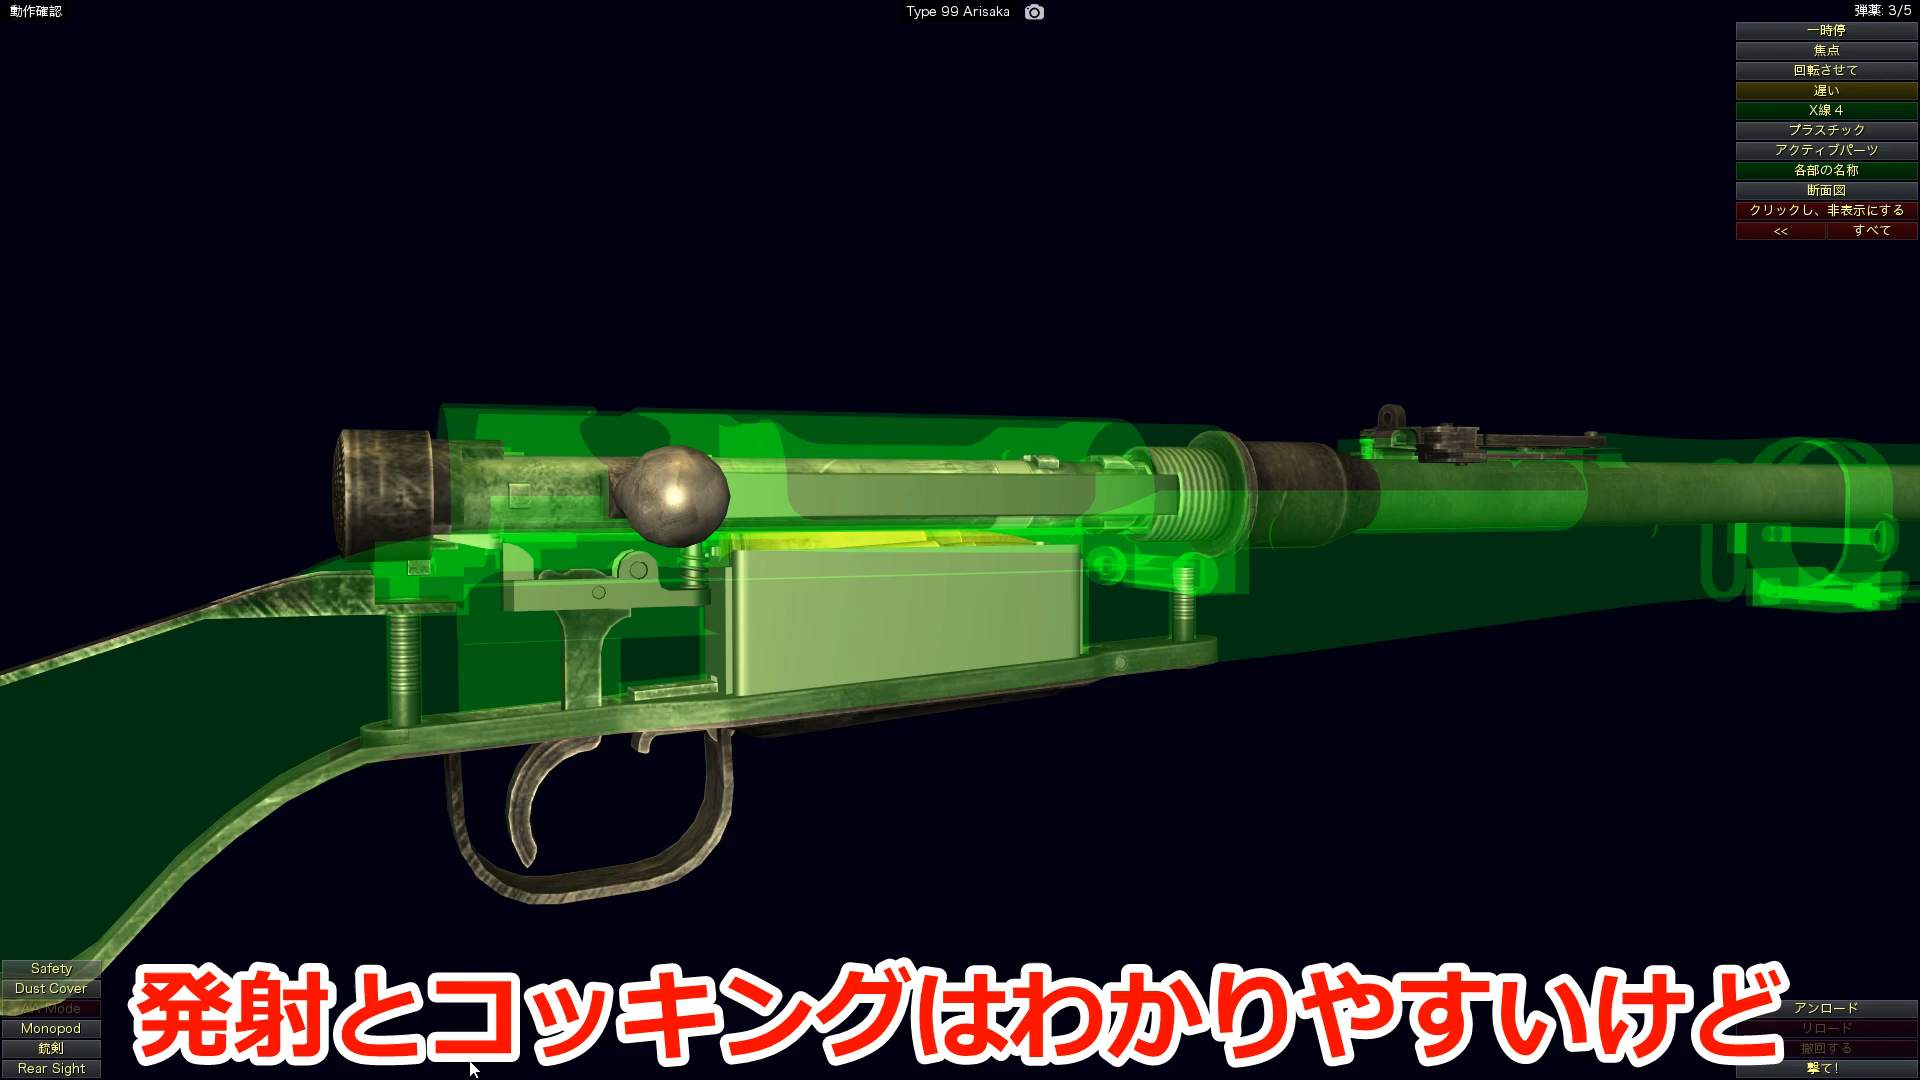 動作確認
Type 99 Arisaka
弾薬: 3/5
一時停
焦点
回転させて
遅い
X線 4
プラスチック
アクティブパーツ
各部の名称
断面図
クリックし、非表示にする
<< すべて
Safety
Dust Cover
AA Mode
Monopod
銃剣
Rear Sight
発射とコッキングはわかりやすいけど
アンロード
リロード
撤回する
撃て!